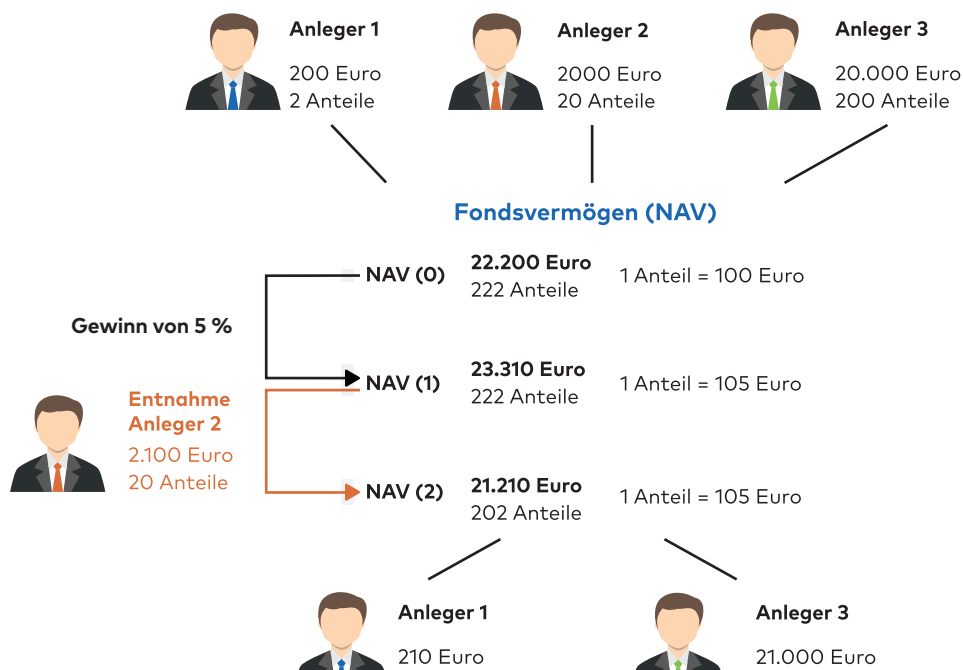 Anleger 1
200 Euro
2 Anteile
Anleger 2
2000 Euro
20 Anteile
Anleger 3
20.000 Euro
200 Anteile
Fondsvermögen (NAV)
NAV (0)
22.200 Euro
222 Anteile
1 Anteil = 100 Euro
Gewinn von 5 %
NAV (1)
23.310 Euro
222 Anteile
1 Anteil = 105 Euro
Entnahme
Anleger 2
2.100 Euro
20 Anteile
NAV (2)
21.210 Euro
202 Anteile
1 Anteil = 105 Euro
Anleger 1
210 Euro
Anleger 3
21.000 Euro